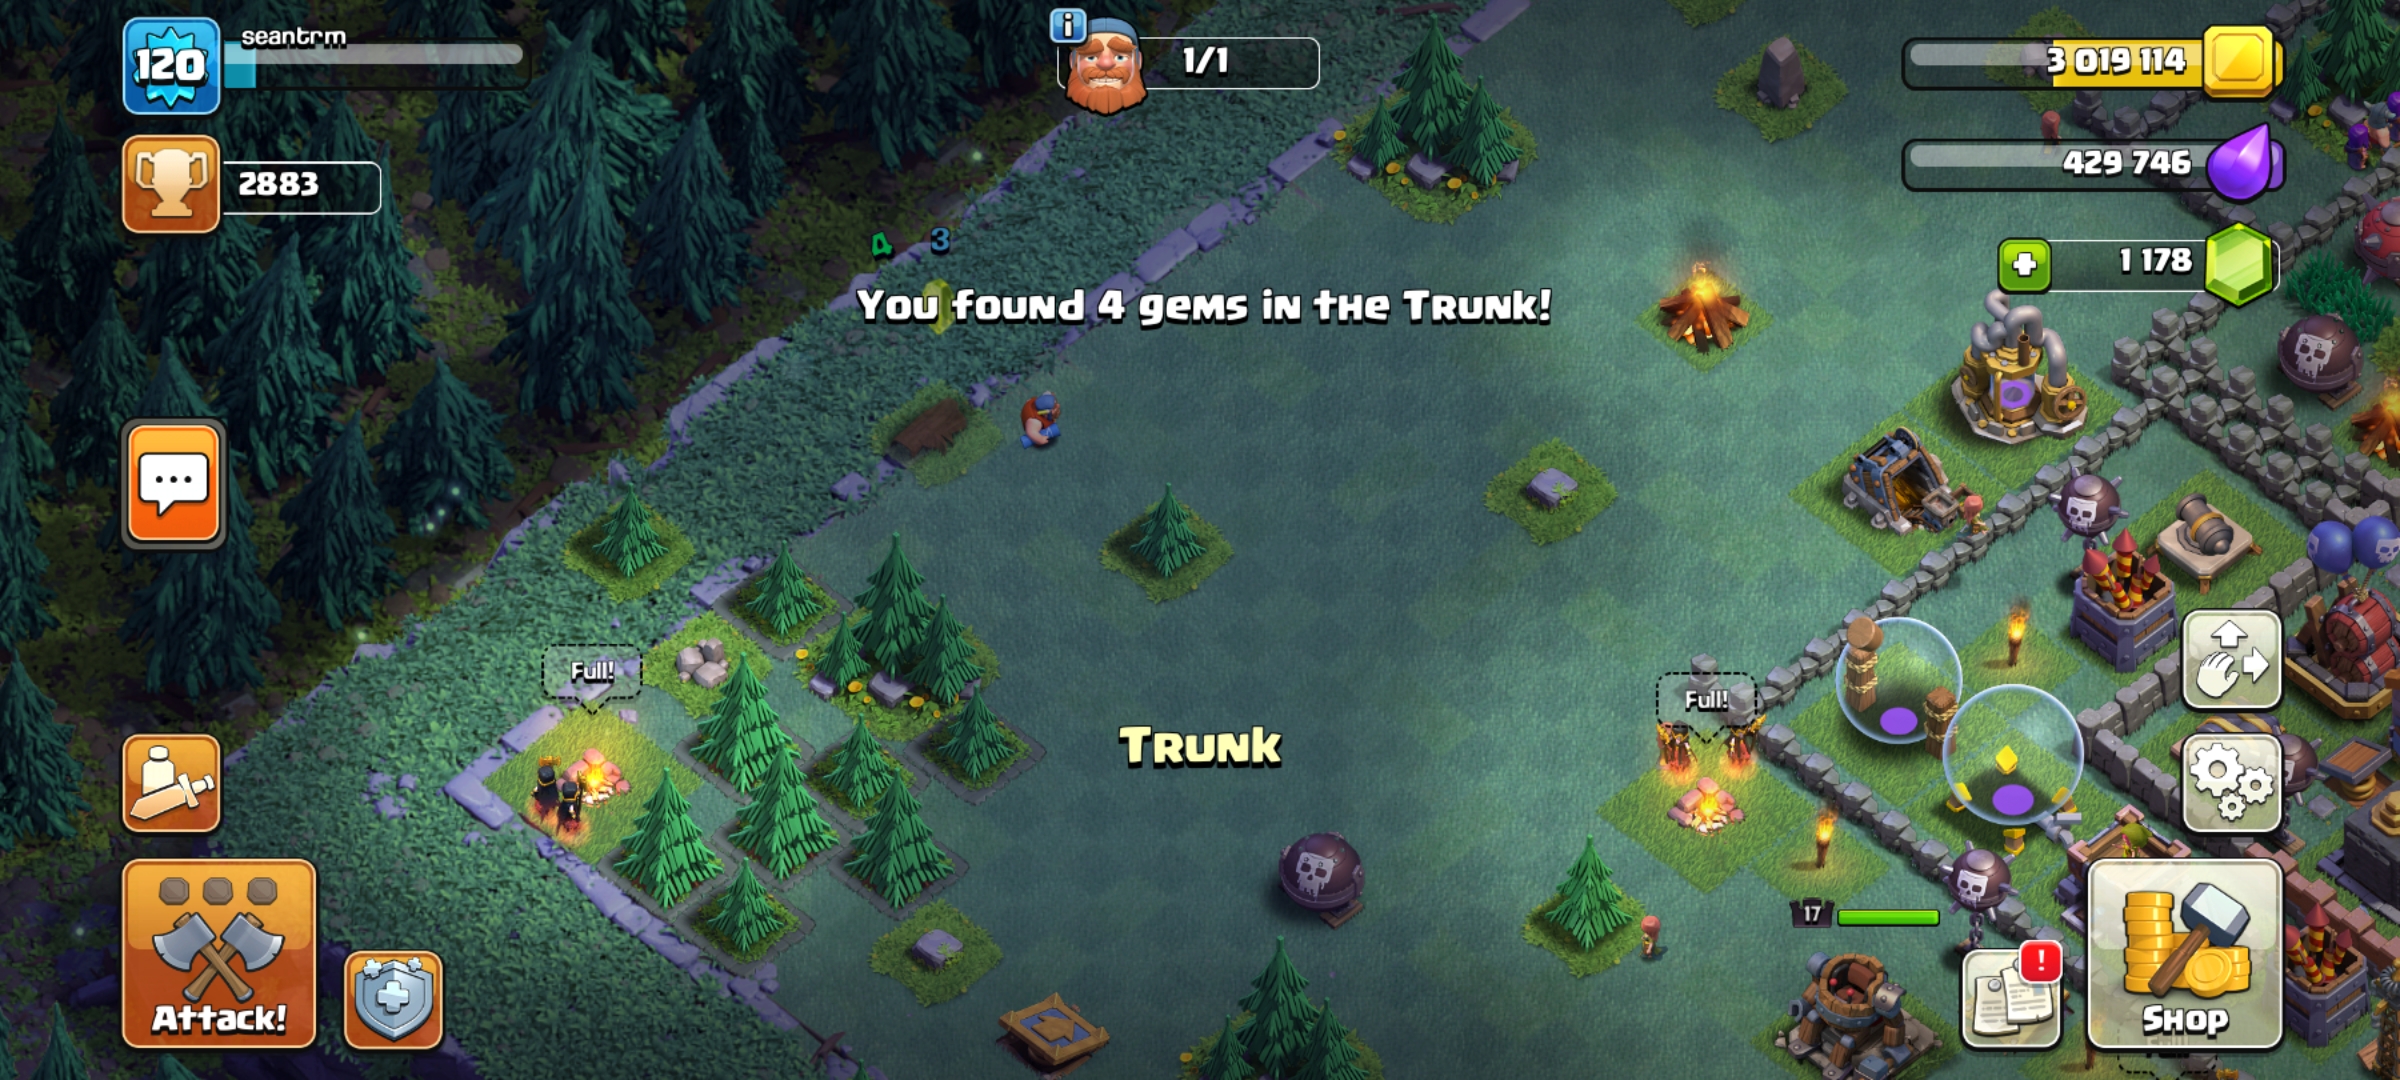 120
seantrm
1/1
3 019 114
2883
429 746
4
3
1 178
You found 4 gems in the Trunk!
Full!
Full!
Trunk
17
!
Attack!
Shop